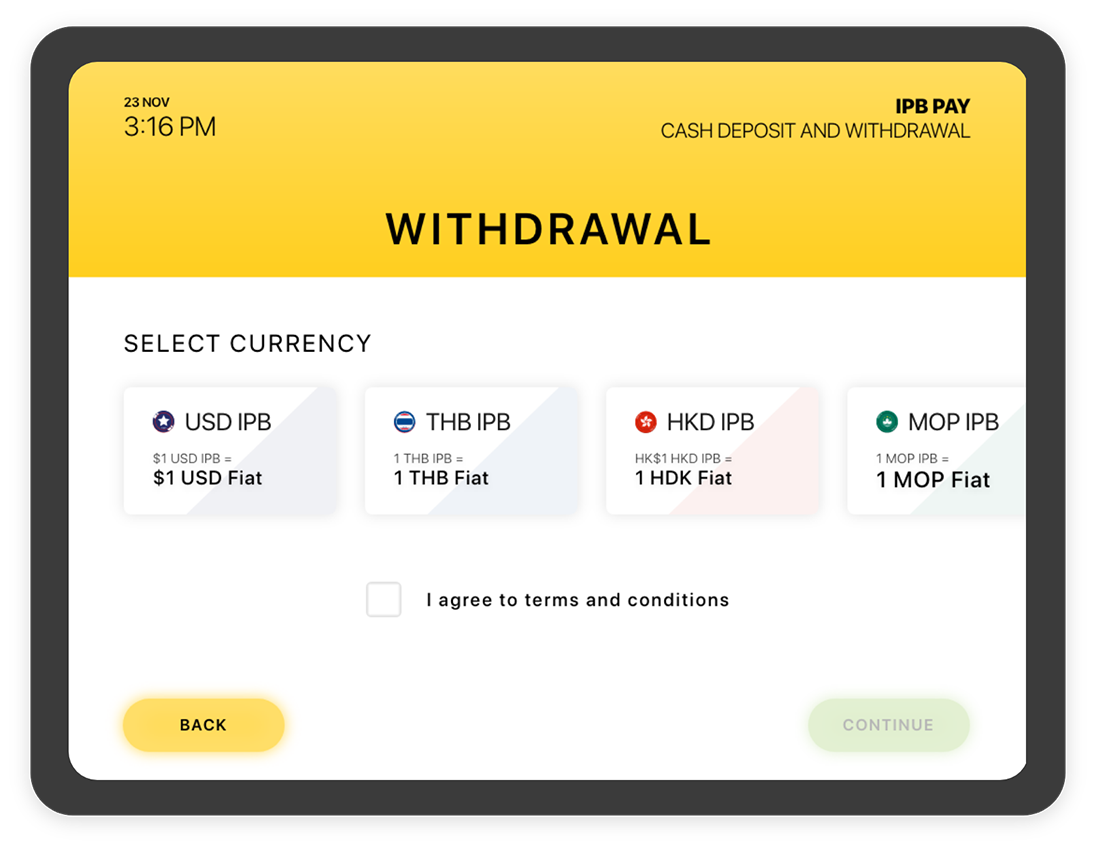 23 NOV
3:16 PM
IPB PAY
CASH DEPOSIT AND WITHDRAWAL
WITHDRAWAL
SELECT CURRENCY
USD IPB
$1 USD IPB =
$1 USD Fiat
THB IPB
1 THB IPB =
1 THB Fiat
HKD IPB
HK$1 HKD IPB =
1 HDK Fiat
MOP IPB
1 MOP IPB =
1 MOP Fiat
I agree to terms and conditions
BACK
CONTINUE